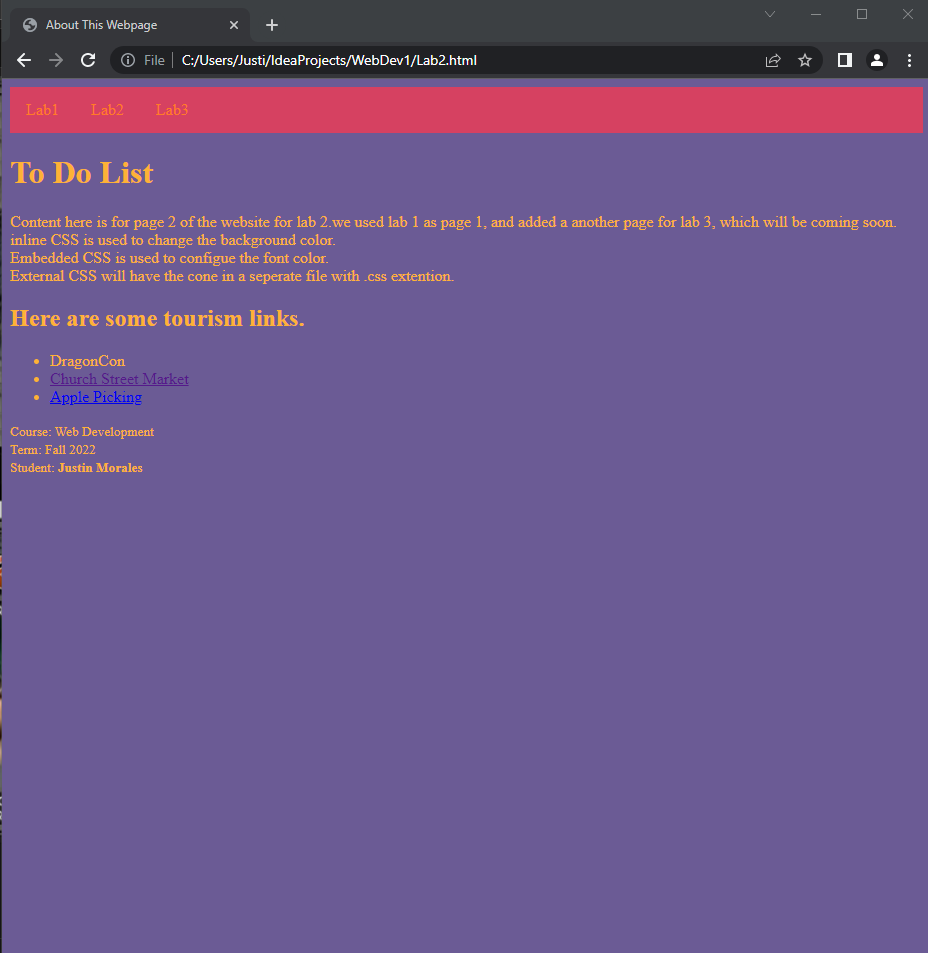 About This Webpage
File C:/Users/Justi/IdeaProjects/WebDev1/Lab2.html
Lab1 Lab2 Lab3
To Do List
Content here is for page 2 of the website for lab 2.we used lab 1 as page 1, and added a another page for lab 3, which will be coming soon.
inline CSS is used to change the background color.
Embedded CSS is used to configue the font color.
External CSS will have the cone in a seperate file with .css extention.
Here are some tourism links.
DragonCon
Church Street Market
Apple Picking
Course: Web Development
Term: Fall 2022
Student: Justin Morales